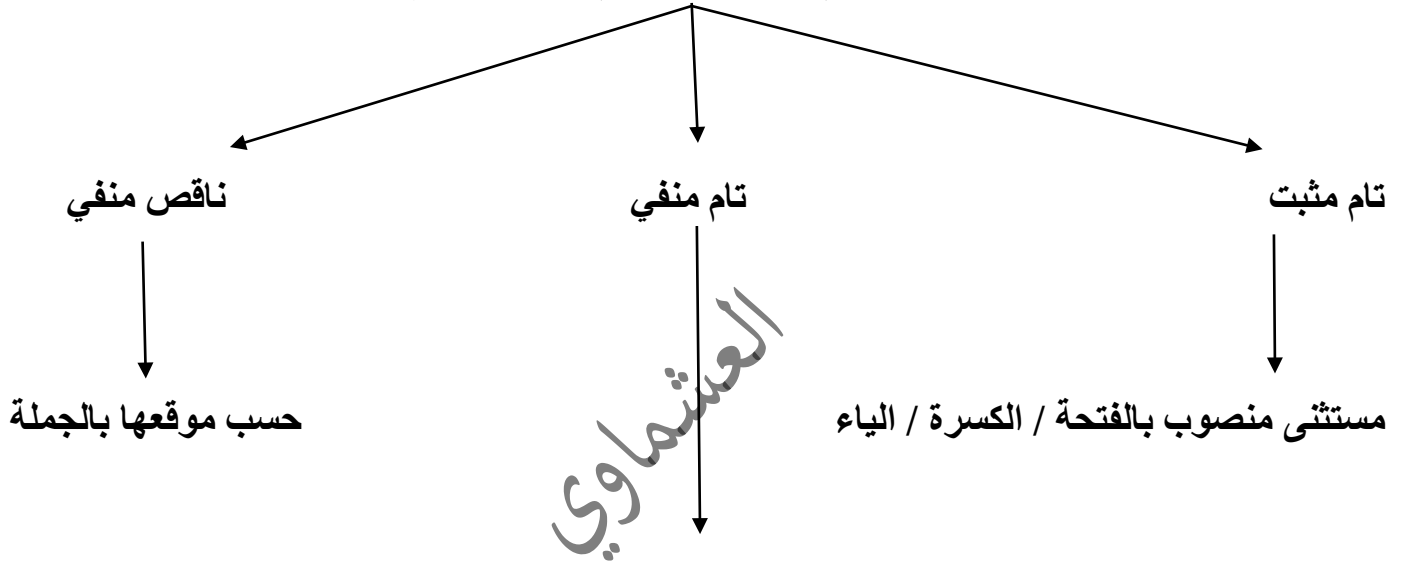 تام مثبت تام منفي ناقص منفي
العشماوي
مستثنى منصوب بالفتحة / الكسرة / الياء حسب موقعها بالجملة